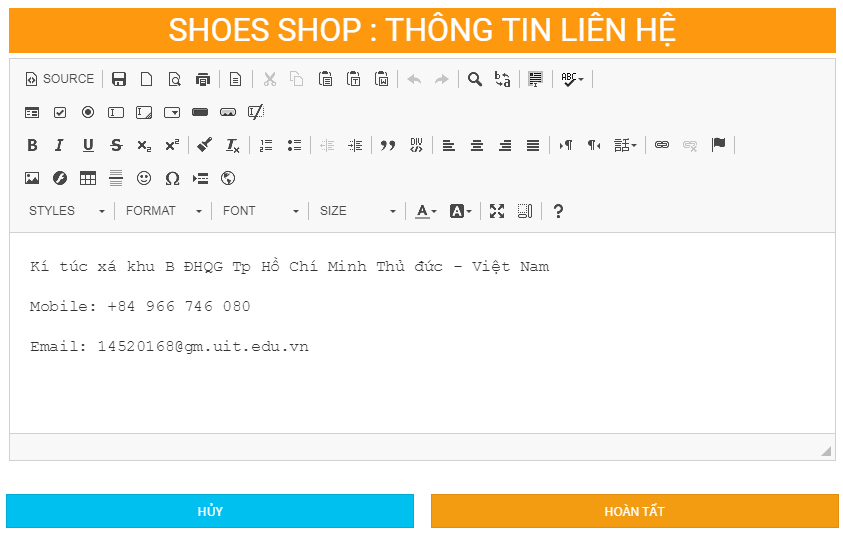 SHOES SHOP : THÔNG TIN LIÊN HỆ
SOURCE
STYLES FORMAT FONT SIZE
Kí túc xá khu B ĐHQG Tp Hồ Chí Minh Thủ đức - Việt Nam
Mobile: +84 966 746 080
Email: 14520168@gm.uit.edu.vn
HỦY HOÀN TẤT